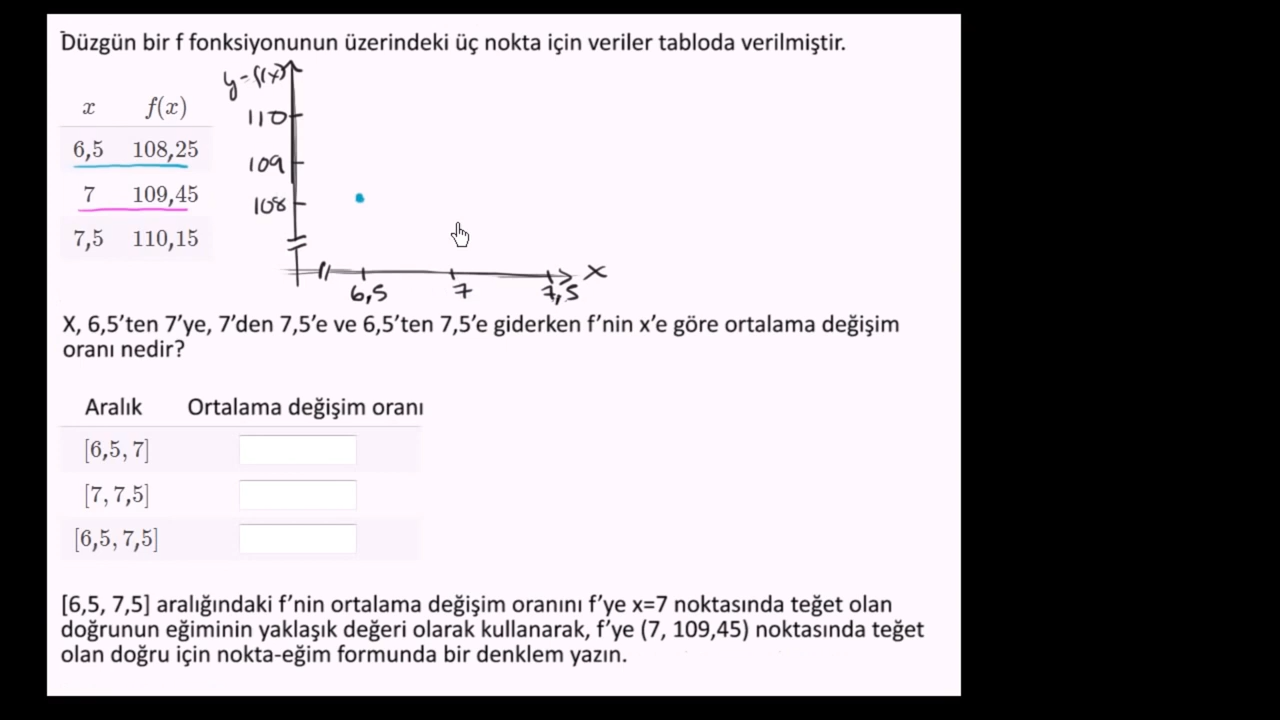 Düzgün bir f fonksiyonunun üzerindeki üç nokta için veriler tabloda verilmiştir.
x f(x)
6,5 108,25
7 109,45
7,5 110,15
y=f(x)
110
109
108
6,5 7 7,5 x
X, 6,5’ten 7’ye, 7’den 7,5’e ve 6,5’ten 7,5’e giderken f’nin x’e göre ortalama değişim
oranı nedir?
Aralık Ortalama değişim oranı
[6,5, 7]
[7, 7,5]
[6,5, 7,5]
[6,5, 7,5] aralığındaki f’nin ortalama değişim oranını f’ye x=7 noktasında teğet olan
doğrunun eğiminin yaklaşık değeri olarak kullanarak, f’ye (7, 109,45) noktasında teğet
olan doğru için nokta-eğim formunda bir denklem yazın.